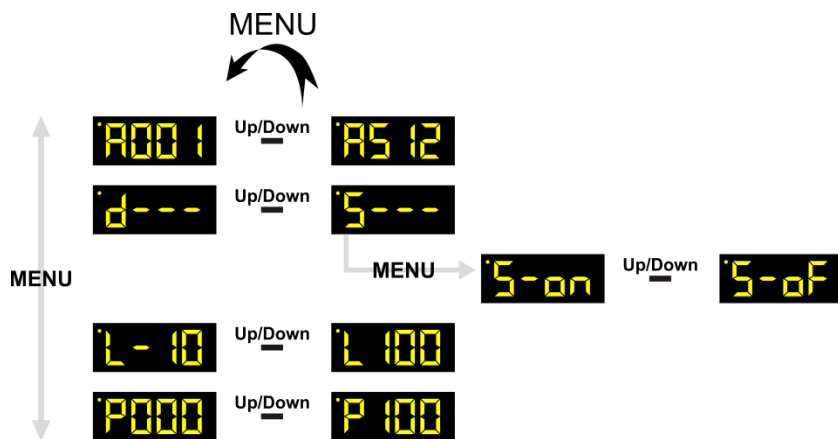 MENU
A001 Up/Down A512
d--- Up/Down S---
MENU
MENU
S-on Up/Down S-oF
L-10 Up/Down L100
P000 Up/Down P100